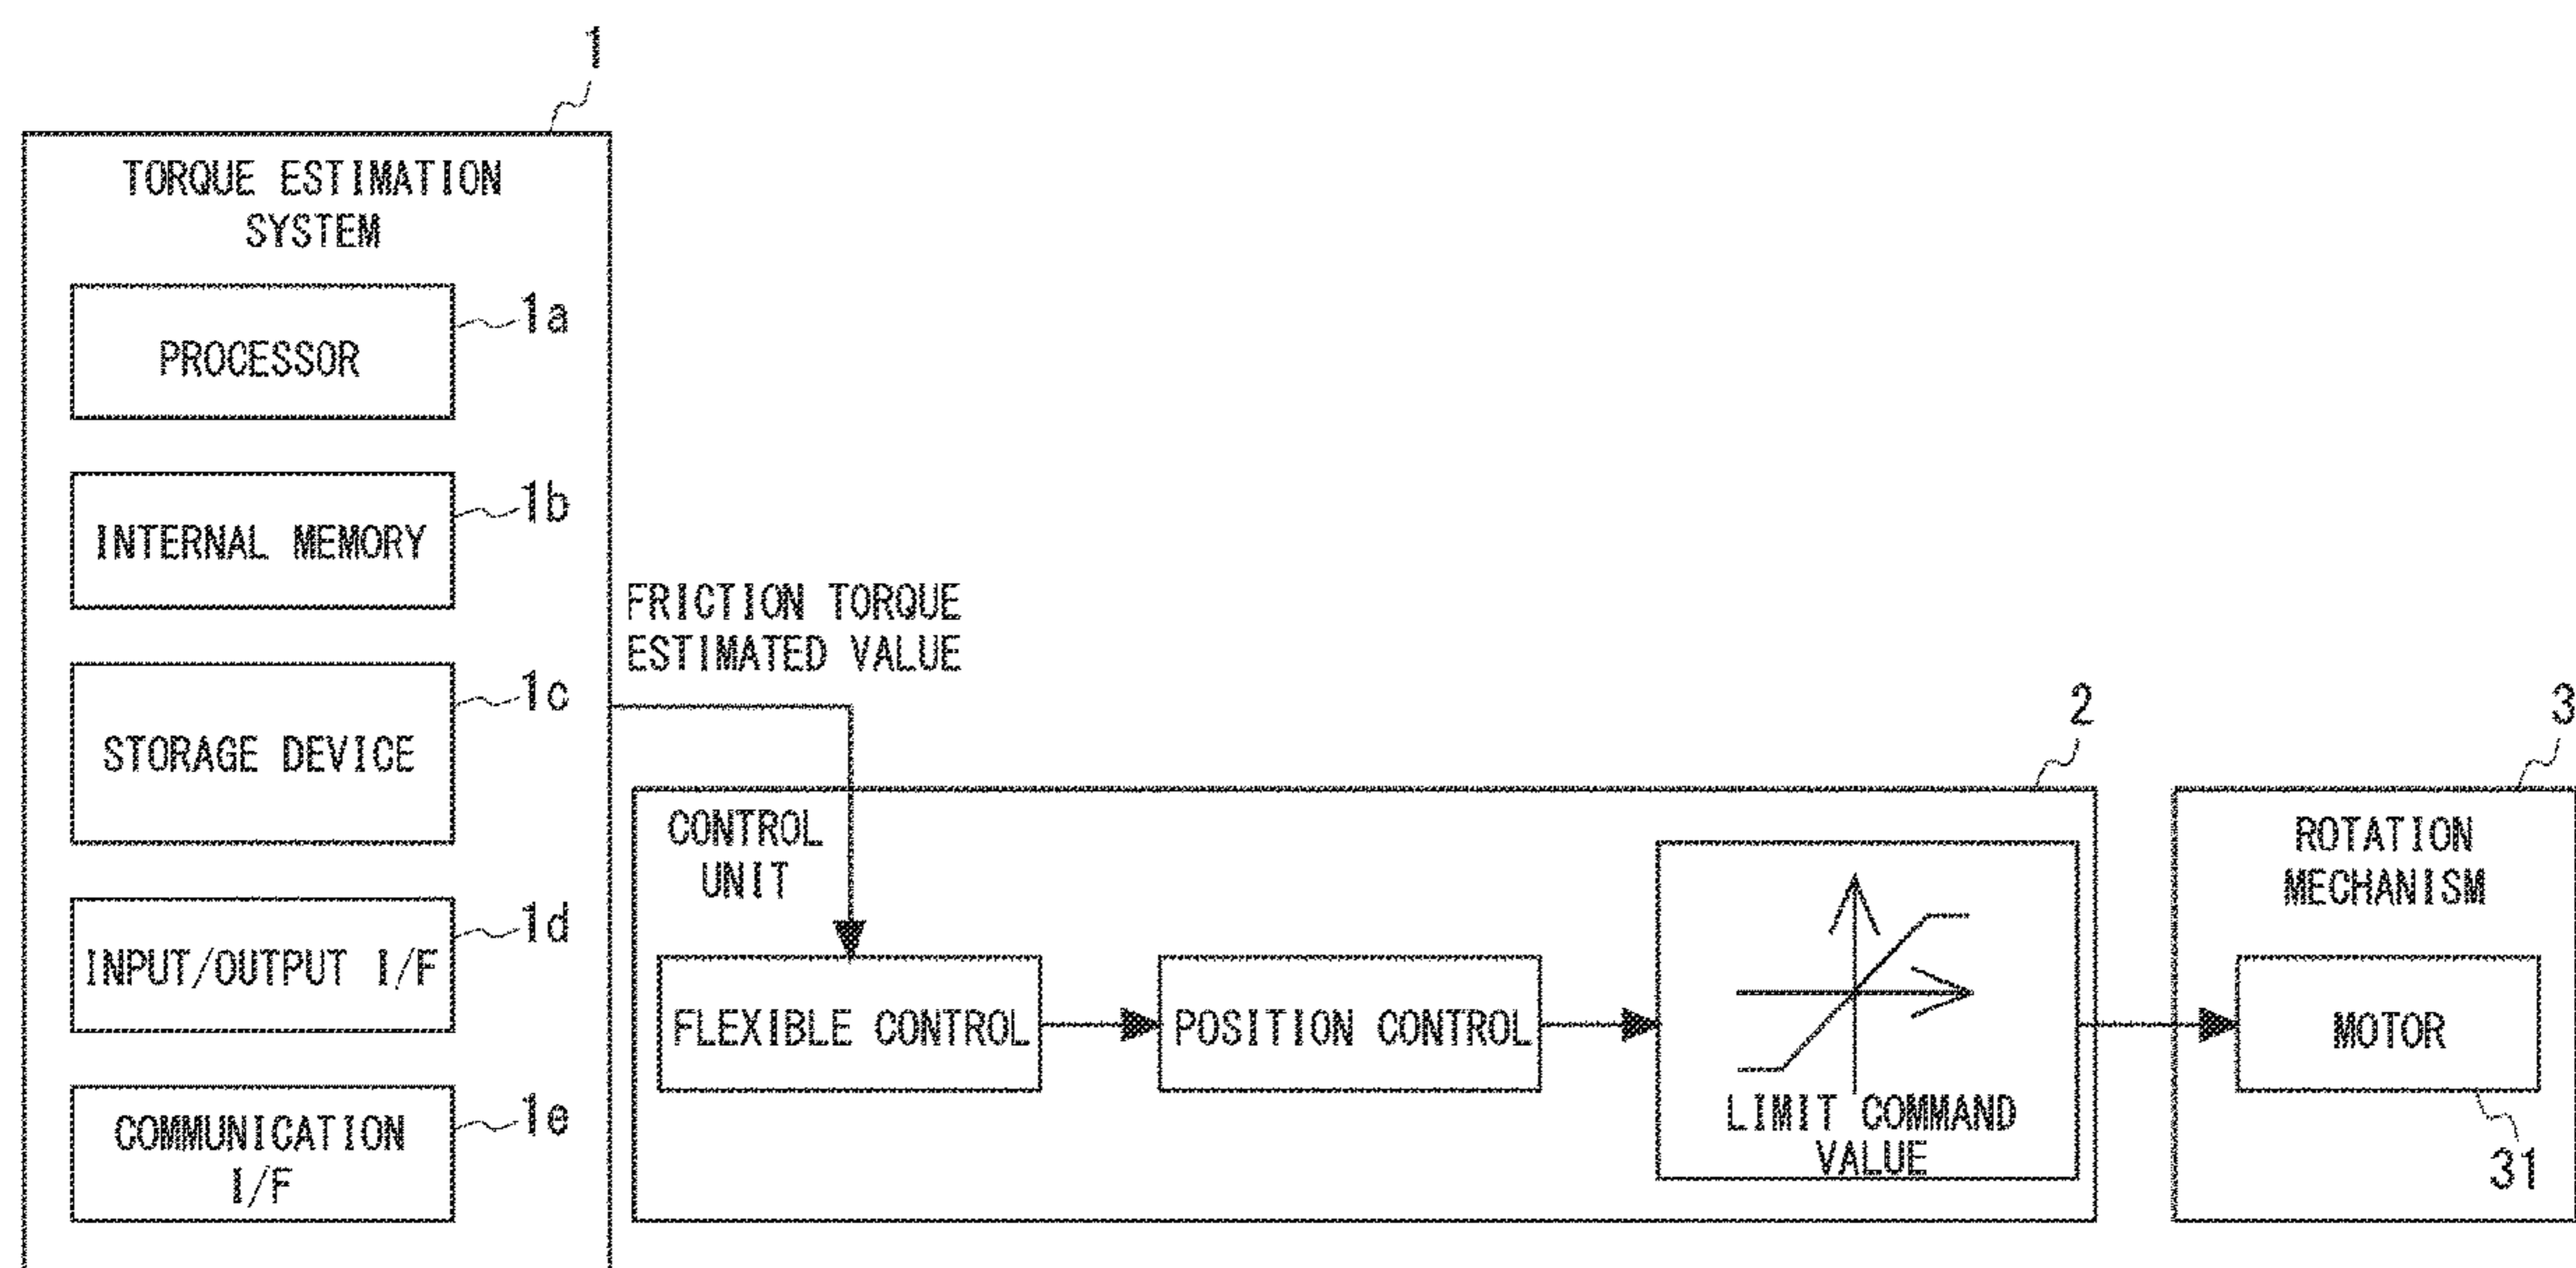 1
TORQUE ESTIMATION
SYSTEM
PROCESSOR
1a
INTERNAL MEMORY
1b
STORAGE DEVICE
1c
INPUT/OUTPUT I/F
1d
COMMUNICATION
I/F
1e
FRICTION TORQUE
ESTIMATED VALUE
2
CONTROL
UNIT
FLEXIBLE CONTROL
POSITION CONTROL
LIMIT COMMAND
VALUE
3
ROTATION
MECHANISM
MOTOR
31